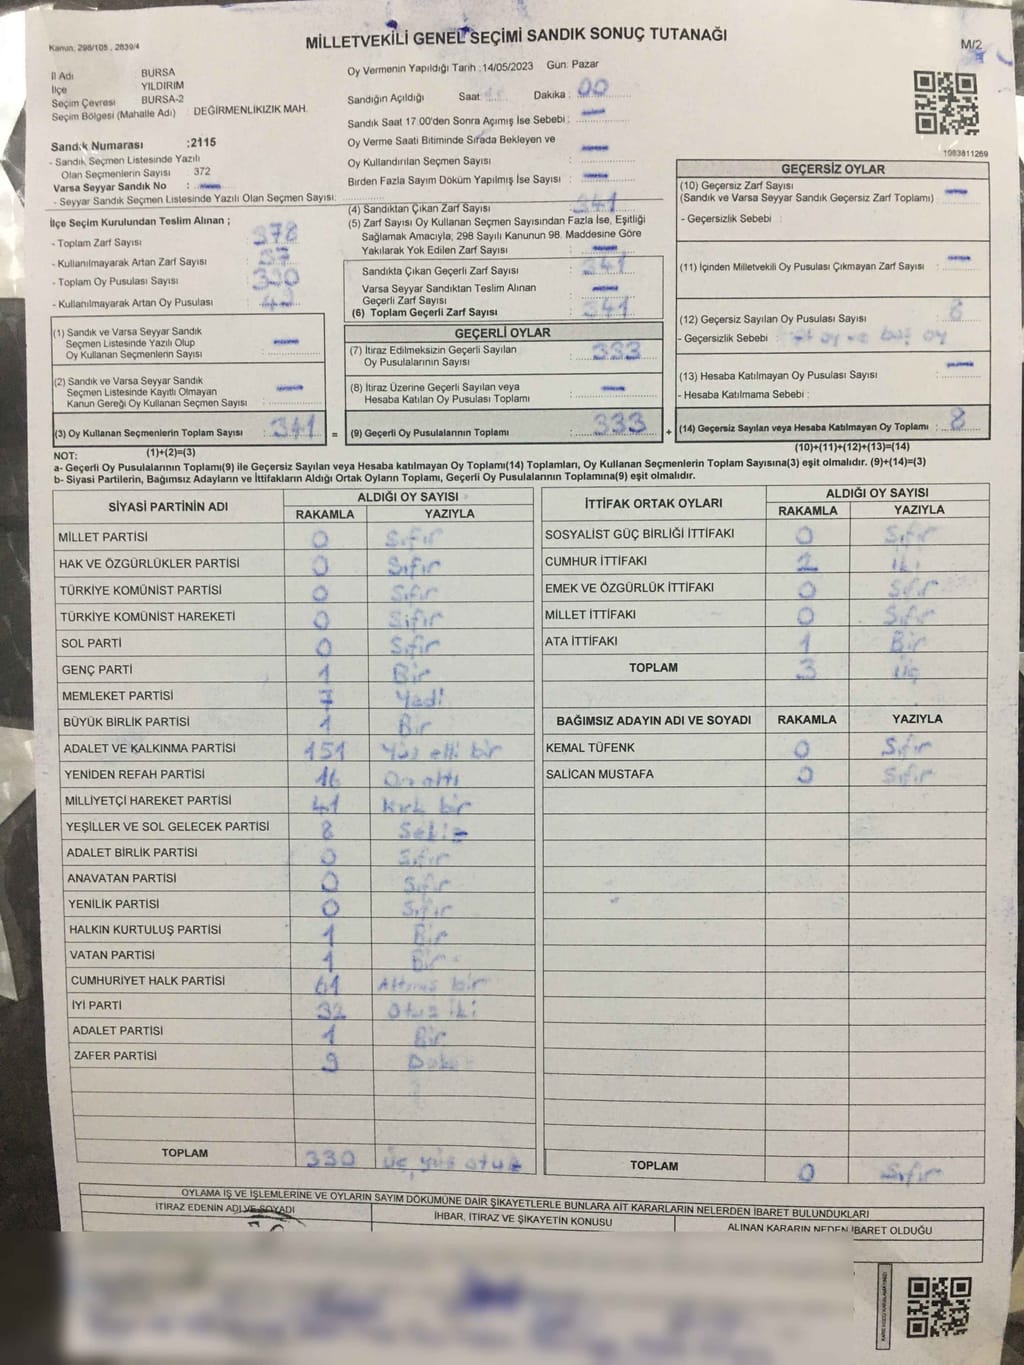 Kanun, 298/105 , 2839/4
MİLLETVEKİLİ GENEL SEÇİMİ SANDIK SONUÇ TUTANAĞI
M/2
İl Adı BURSA
İlçe YILDIRIM
Seçim Çevresi BURSA-2
Seçim Bölgesi (Mahalle Adı) DEĞİRMENLİKIZIK MAH.
Sandık Numarası :2115
- Sandık Seçmen Listesinde Yazılı
Olan Seçmenlerin Sayısı 372
Varsa Seyyar Sandık No :
- Seyyar Sandık Seçmen Listesinde Yazılı Olan Seçmen Sayısı:
Oy Vermenin Yapıldığı Tarih :14/05/2023 Gün: Pazar
Sandığın Açıldığı Saat: Dakika : 00
Sandık Saat 17:00'den Sonra Açımış İse Sebebi :
Oy Verme Saati Bitiminde Sırada Bekleyen ve
Oy Kullandırılan Seçmen Sayısı :
Birden Fazla Sayım Döküm Yapılmış İse Sayısı :
1983811269
İlçe Seçim Kurulundan Teslim Alınan ;
- Toplam Zarf Sayısı : 378
- Kullanılmayarak Artan Zarf Sayısı : 37
- Toplam Oy Pusulası Sayısı :
- Kullanılmayarak Artan Oy Pusulası :
(4) Sandıktan Çıkan Zarf Sayısı : 341
(5) Zarf Sayısı Oy Kullanan Seçmen Sayısından Fazla İse, Eşitliği
Sağlamak Amacıyla, 298 Sayılı Kanunun 98. Maddesine Göre
Yakılarak Yok Edilen Zarf Sayısı :
Sandıkta Çıkan Geçerli Zarf Sayısı : 341
Varsa Seyyar Sandıktan Teslim Alınan
Geçerli Zarf Sayısı :
(6) Toplam Geçerli Zarf Sayısı : 341
GEÇERSİZ OYLAR
(10) Geçersiz Zarf Sayısı :
(Sandık ve Varsa Seyyar Sandık Geçersiz Zarf Toplamı)
- Geçersizlik Sebebi :
(11) İçinden Milletvekili Oy Pusulası Çıkmayan Zarf Sayısı :
(12) Geçersiz Sayılan Oy Pusulası Sayısı : 8
- Geçersizlik Sebebi : oy ve boş oy
(13) Hesaba Katılmayan Oy Pusulası Sayısı :
- Hesaba Katılmama Sebebi :
(14) Geçersiz Sayılan veya Hesaba Katılmayan Oy Toplamı : 8
(10)+(11)+(12)+(13)=(14)
(1) Sandık ve Varsa Seyyar Sandık
Seçmen Listesinde Yazılı Olup
Oy Kullanan Seçmenlerin Sayısı :
(2) Sandık ve Varsa Seyyar Sandık
Seçmen Listesinde Kayıtlı Olmayan
Kanun Gereği Oy Kullanan Seçmen Sayısı :
(3) Oy Kullanan Seçmenlerin Toplam Sayısı : 341 =
GEÇERLİ OYLAR
(7) İtiraz Edilmeksizin Geçerli Sayılan
Oy Pusulalarının Sayısı : 333
(8) İtiraz Üzerine Geçerli Sayılan veya
Hesaba Katılan Oy Pusulası Toplamı :
(9) Geçerli Oy Pusulalarının Toplamı : 333 +
NOT: (1)+(2)=(3)
a- Geçerli Oy Pusulalarının Toplamı(9) ile Geçersiz Sayılan veya Hesaba katılmayan Oy Toplamı(14) Toplamları, Oy Kullanan Seçmenlerin Toplam Sayısına(3) eşit olmalıdır. (9)+(14)=(3)
b- Siyasi Partilerin, Bağımsız Adayların ve İttifakların Aldığı Ortak Oyların Toplamı, Geçerli Oy Pusulalarının Toplamına(9) eşit olmalıdır.
SİYASİ PARTİNİN ADI ALDIĞI OY SAYISI
RAKAMLA YAZIYLA
MİLLET PARTİSİ 0 Sıfır
HAK VE ÖZGÜRLÜKLER PARTİSİ 0 Sıfır
TÜRKİYE KOMÜNİST PARTİSİ 0 Sıfır
TÜRKİYE KOMÜNİST HAREKETİ 0 Sıfır
SOL PARTİ 0 Sıfır
GENÇ PARTİ 1 Bir
MEMLEKET PARTİSİ 7 Yedi
BÜYÜK BİRLİK PARTİSİ 1 Bir
ADALET VE KALKINMA PARTİSİ 151 Yüz elli bir
YENİDEN REFAH PARTİSİ 16 On altı
MİLLİYETÇİ HAREKET PARTİSİ 41 Kırk bir
YEŞİLLER VE SOL GELECEK PARTİSİ 8 Sekiz
ADALET BİRLİK PARTİSİ 0 Sıfır
ANAVATAN PARTİSİ 0 Sıfır
YENİLİK PARTİSİ 0 Sıfır
HALKIN KURTULUŞ PARTİSİ 1 Bir
VATAN PARTİSİ 1 Bir
CUMHURİYET HALK PARTİSİ 61 Altmış bir
İYİ PARTİ 32 Otuz iki
ADALET PARTİSİ 1 Bir
ZAFER PARTİSİ 9
TOPLAM 330 Üç yüz otuz
İTTİFAK ORTAK OYLARI ALDIĞI OY SAYISI
RAKAMLA YAZIYLA
SOSYALİST GÜÇ BİRLİĞİ İTTİFAKI 0 Sıfır
CUMHUR İTTİFAKI 2 iki
EMEK VE ÖZGÜRLÜK İTTİFAKI 0 Sıfır
MİLLET İTTİFAKI 0 Sıfır
ATA İTTİFAKI 1 Bir
TOPLAM 3 Üç
BAĞIMSIZ ADAYIN ADI VE SOYADI RAKAMLA YAZIYLA
KEMAL TÜFENK 0 Sıfır
SALİCAN MUSTAFA 0 Sıfır
TOPLAM 0 Sıfır
OYLAMA İŞ VE İŞLEMLERİNE VE OYLARIN SAYIM DÖKÜMÜNE DAİR ŞİKAYETLERLE BUNLARA AİT KARARLARIN NELERDEN İBARET BULUNDUKLARI
İTİRAZ EDENİN ADI VE SOYADI İHBAR, İTİRAZ VE ŞİKAYETİN KONUSU ALINAN KARARIN NEDEN İBARET OLDUĞU